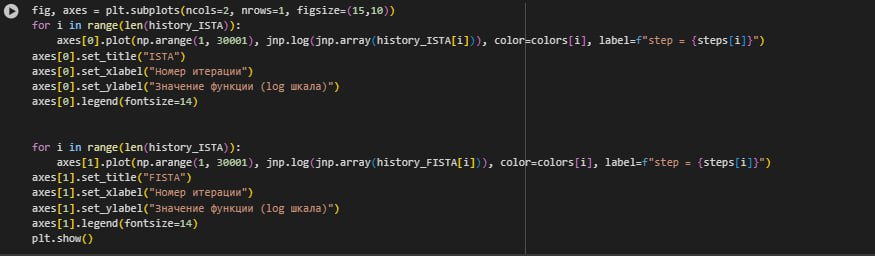 fig, axes = plt.subplots(ncols=2, nrows=1, figsize=(15,10))
for i in range(len(history_ISTA)):
    axes[0].plot(np.arange(1, 30001), jnp.log(jnp.array(history_ISTA[i])), color=colors[i], label=f"step = {steps[i]}")
axes[0].set_title("ISTA")
axes[0].set_xlabel("Номер итерации")
axes[0].set_ylabel("Значение функции (log шкала)")
axes[0].legend(fontsize=14)
for i in range(len(history_ISTA)):
    axes[1].plot(np.arange(1, 30001), jnp.log(jnp.array(history_FISTA[i])), color=colors[i], label=f"step = {steps[i]}")
axes[1].set_title("FISTA")
axes[1].set_xlabel("Номер итерации")
axes[1].set_ylabel("Значение функции (log шкала)")
axes[1].legend(fontsize=14)
plt.show()